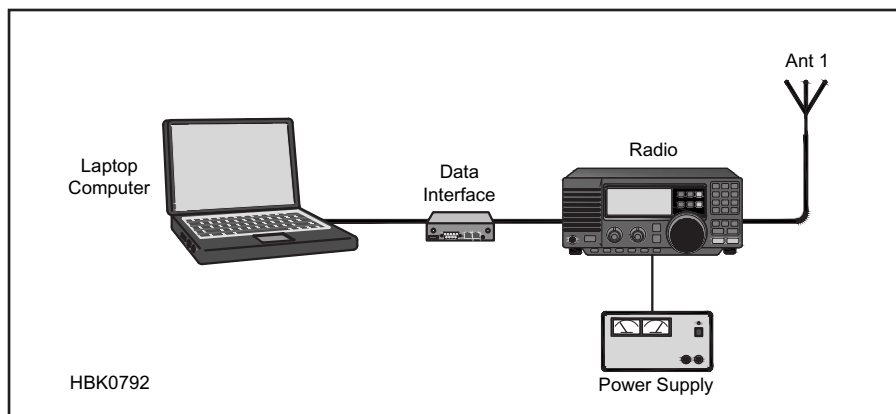 Ant 1
Radio
Laptop
Computer
Data
Interface
Power Supply
HBK0792